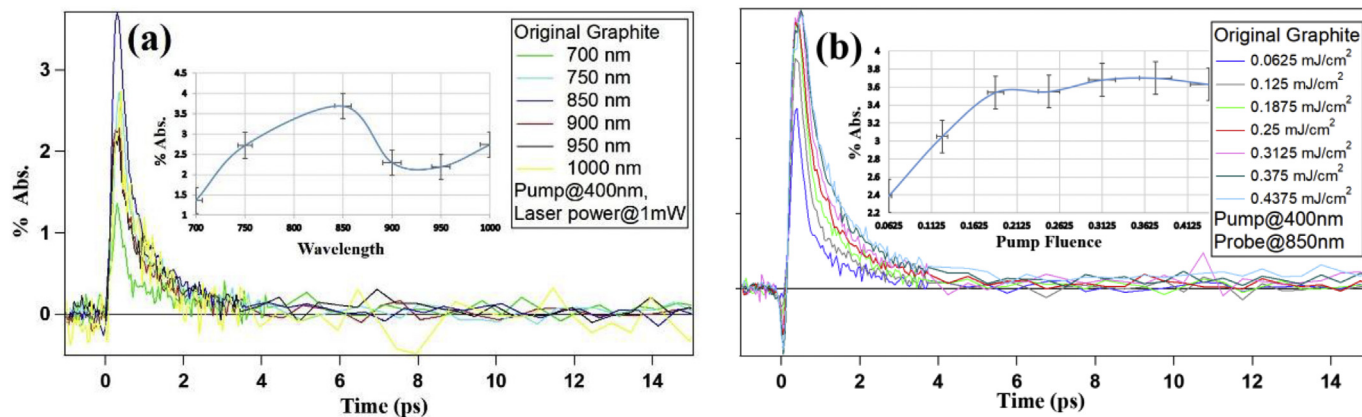 (a)
Original Graphite
700 nm
750 nm
850 nm
900 nm
950 nm
1000 nm
Pump@400nm,
Laser power@1mW
% Abs.
3
2
1
0
0 2 4 6 8 10 12 14
Time (ps)
% Abs.
4.5
4
3.5
3
2.5
2
1.5
1
700 750 800 850 900 950 1000
Wavelength
(b)
Original Graphite
0.0625 mJ/cm²
0.125 mJ/cm²
0.1875 mJ/cm²
0.25 mJ/cm²
0.3125 mJ/cm²
0.375 mJ/cm²
0.4375 mJ/cm²
Pump@400nm
Probe@850nm
% Abs.
4
3.8
3.6
3.4
3.2
3
2.8
2.6
2.4
2.2
0.0625 0.1125 0.1625 0.2125 0.2625 0.3125 0.3625 0.4125
Pump Fluence
0 2 4 6 8 10 12 14
Time (ps)